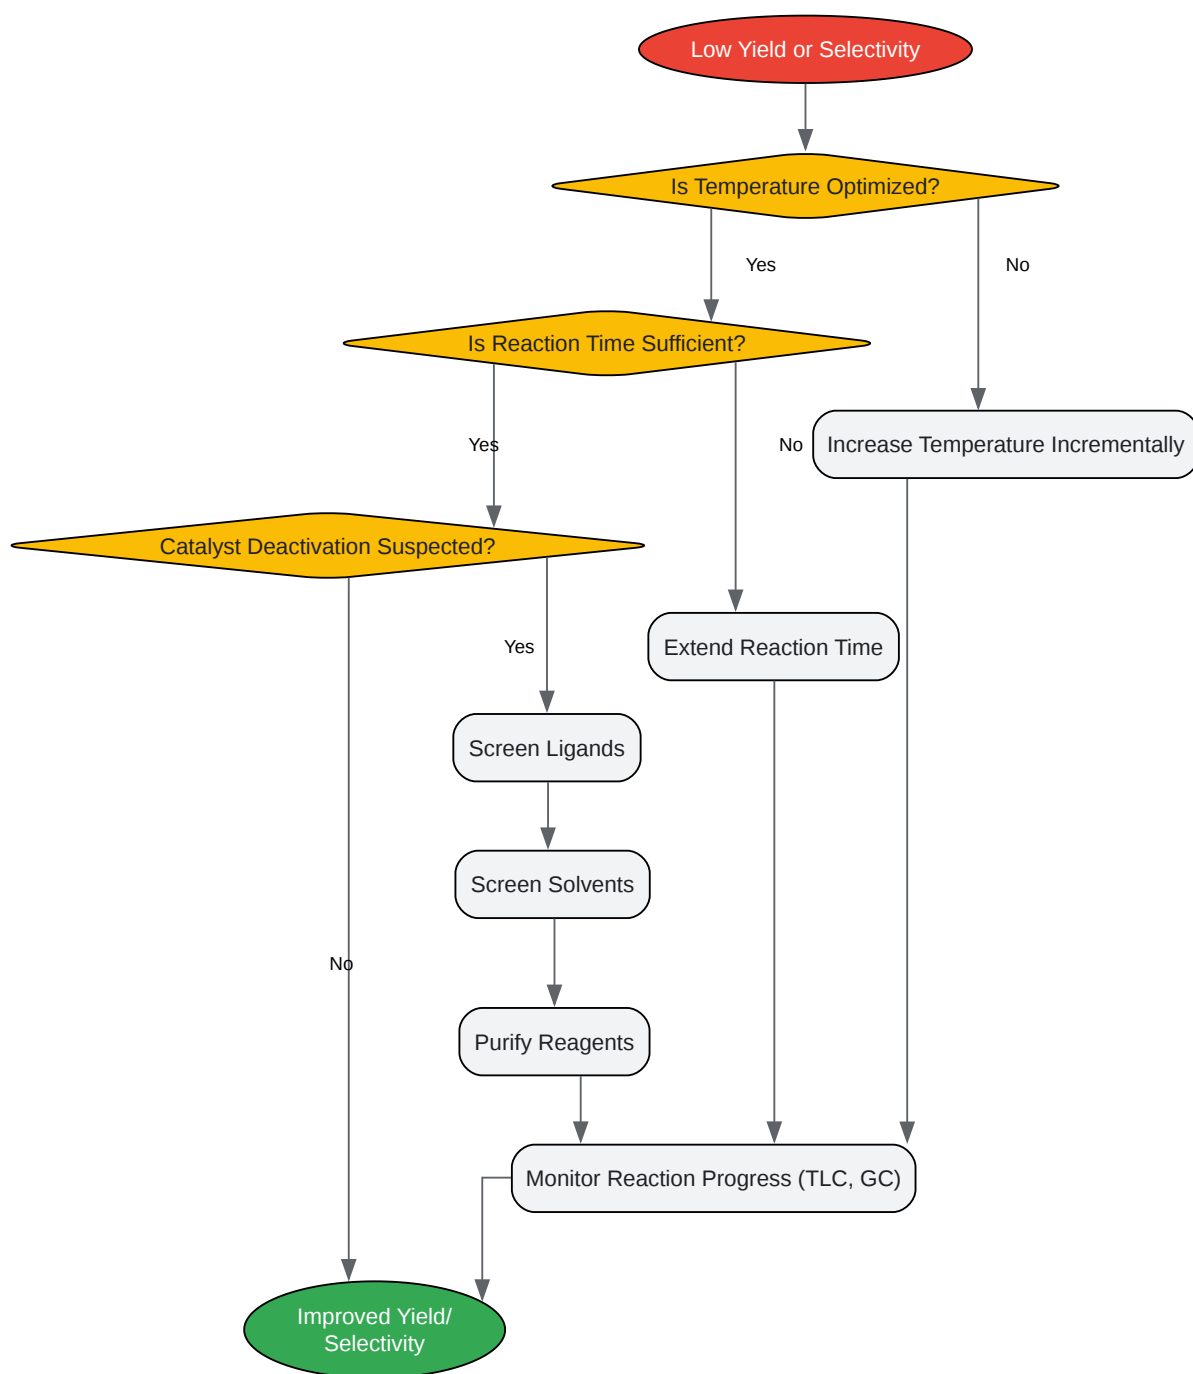 Low Yield or Selectivity
Is Temperature Optimized?
Yes
No
Is Reaction Time Sufficient?
Yes
No
Increase Temperature Incrementally
Catalyst Deactivation Suspected?
Yes
Extend Reaction Time
Screen Ligands
Screen Solvents
No
Purify Reagents
Monitor Reaction Progress (TLC, GC)
Improved Yield/
Selectivity